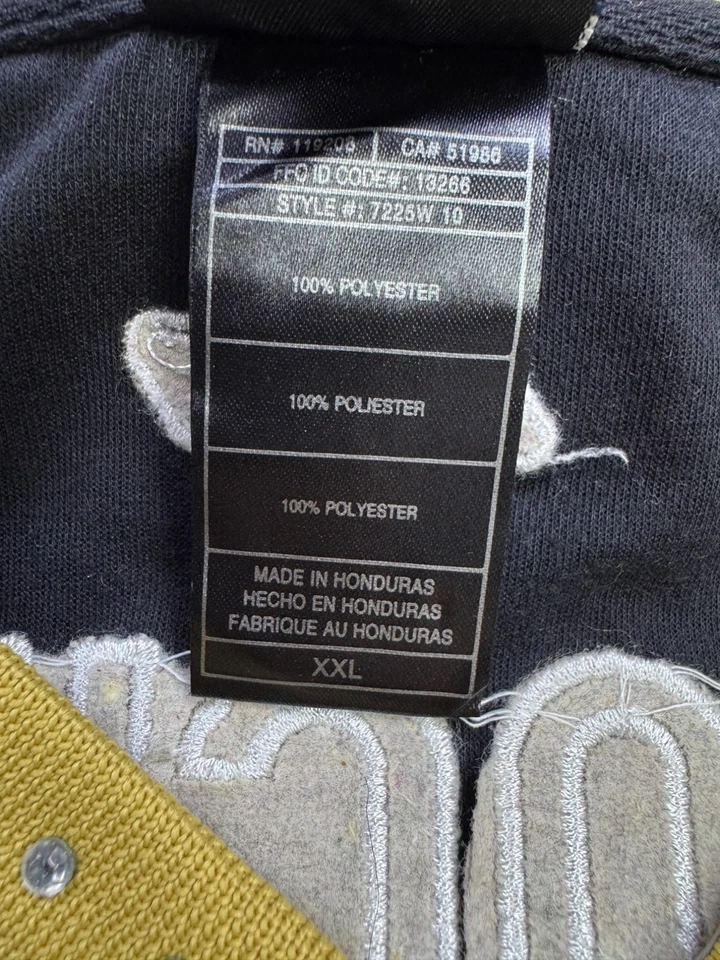 RN# 119206
CA# 51986
FFO ID CODE#: 13266
STYLE #: 7225W 10
100% POLYESTER
100% POLIESTER
100% POLYESTER
MADE IN HONDURAS
HECHO EN HONDURAS
FABRIQUE AU HONDURAS
XXL